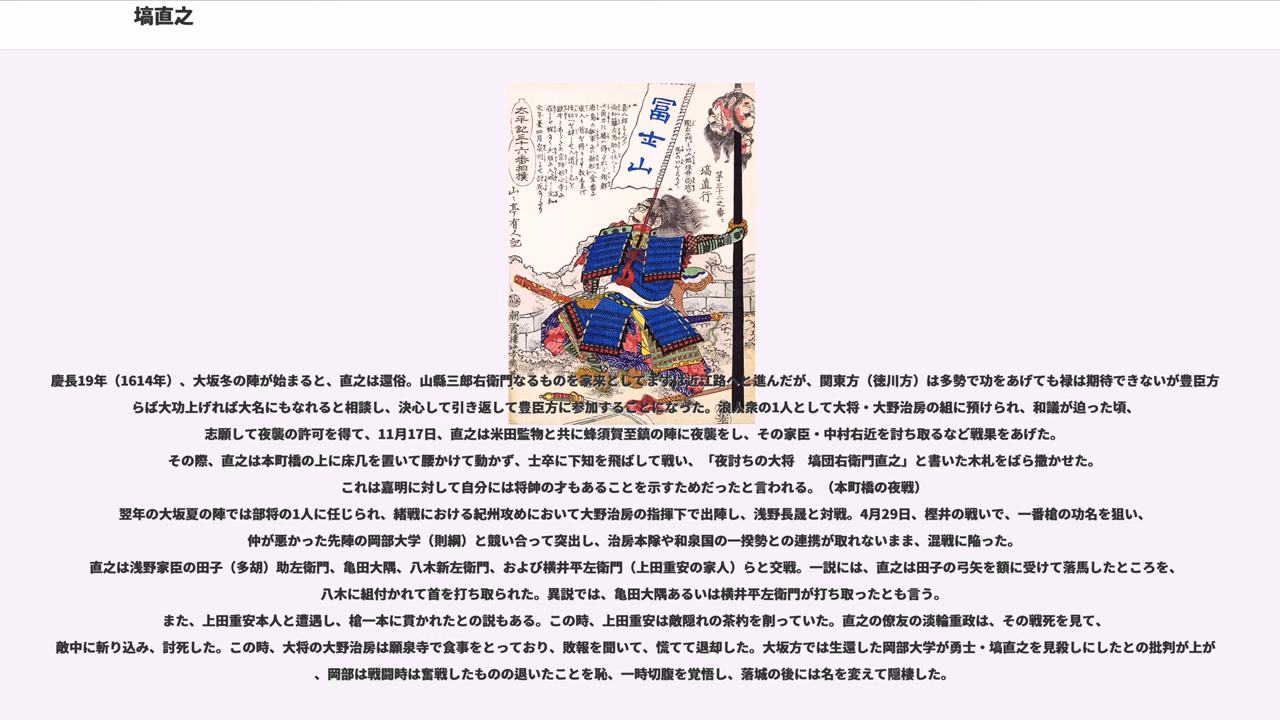 塙直之
冨士山
太平記三十六番相撲
塙直行
第三十二之番
山々亭有人記
慶長19年（1614年）、大坂冬の陣が始まると、直之は還俗。山縣三郎右衛門なるものを家来としてまずは近江路へと進んだが、関東方（徳川方）は多勢で功をあげても禄は期待できないが豊臣方
らば大功上げれば大名にもなれると相談し、決心して引き返して豊臣方に参加することになった。浪人衆の1人として大将・大野治房の組に預けられ、和議が迫った頃、
志願して夜襲の許可を得て、11月17日、直之は米田監物と共に蜂須賀至鎮の陣に夜襲をし、その家臣・中村右近を討ち取るなど戦果をあげた。
その際、直之は本町橋の上に床几を置いて腰かけて動かず、士卒に下知を飛ばして戦い、「夜討ちの大将　塙団右衛門直之」と書いた木札をばら撒かせた。
これは嘉明に対して自分には将帥の才もあることを示すためだったと言われる。（本町橋の夜戦）
翌年の大坂夏の陣では部将の1人に任じられ、緒戦における紀州攻めにおいて大野治房の指揮下で出陣し、浅野長晟と対戦。4月29日、樫井の戦いで、一番槍の功名を狙い、
仲が悪かった先陣の岡部大学（則綱）と競い合って突出し、治房本隊や和泉国の一揆勢との連携が取れないまま、混戦に陥った。
直之は浅野家臣の田子（多胡）助左衛門、亀田大隅、八木新左衛門、および横井平左衛門（上田重安の家人）らと交戦。一説には、直之は田子の弓矢を額に受けて落馬したところを、
八木に組付かれて首を打ち取られた。異説では、亀田大隅あるいは横井平左衛門が打ち取ったとも言う。
また、上田重安本人と遭遇し、槍一本に貫かれたとの説もある。この時、上田重安は敵隠れの茶杓を削っていた。直之の僚友の淡輪重政は、その戦死を見て、
敵中に斬り込み、討死した。この時、大将の大野治房は願泉寺で食事をとっており、敗報を聞いて、慌てて退却した。大坂方では生還した岡部大学が勇士・塙直之を見殺しにしたとの批判が上が
、岡部は戦闘時は奮戦したものの退いたことを恥、一時切腹を覚悟し、落城の後には名を変えて隠棲した。